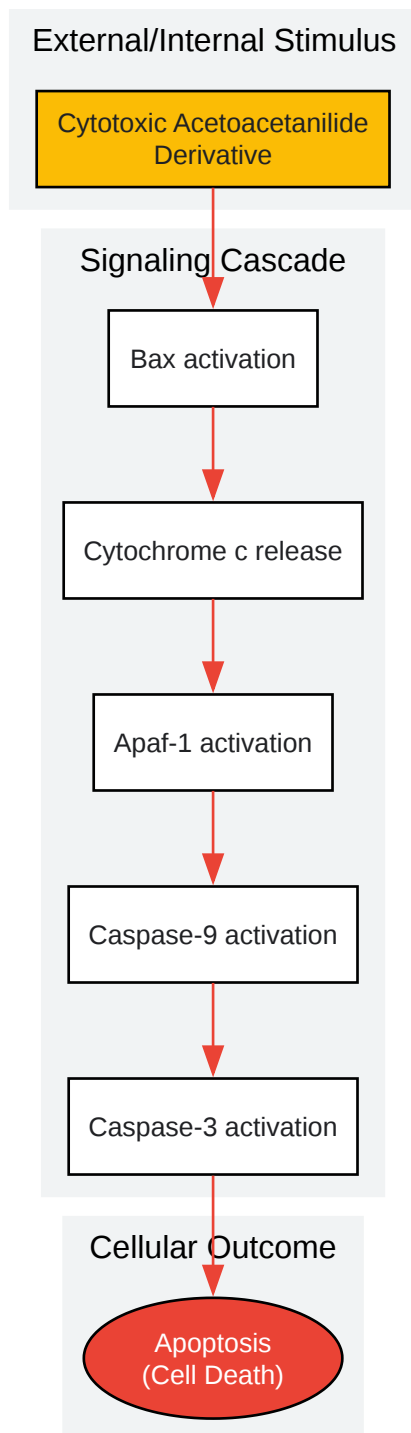 External/Internal Stimulus
Cytotoxic Acetoacetanilide
Derivative
Signaling Cascade
Bax activation
Cytochrome c release
Apaf-1 activation
Caspase-9 activation
Caspase-3 activation
Cellular Outcome
Apoptosis
(Cell Death)